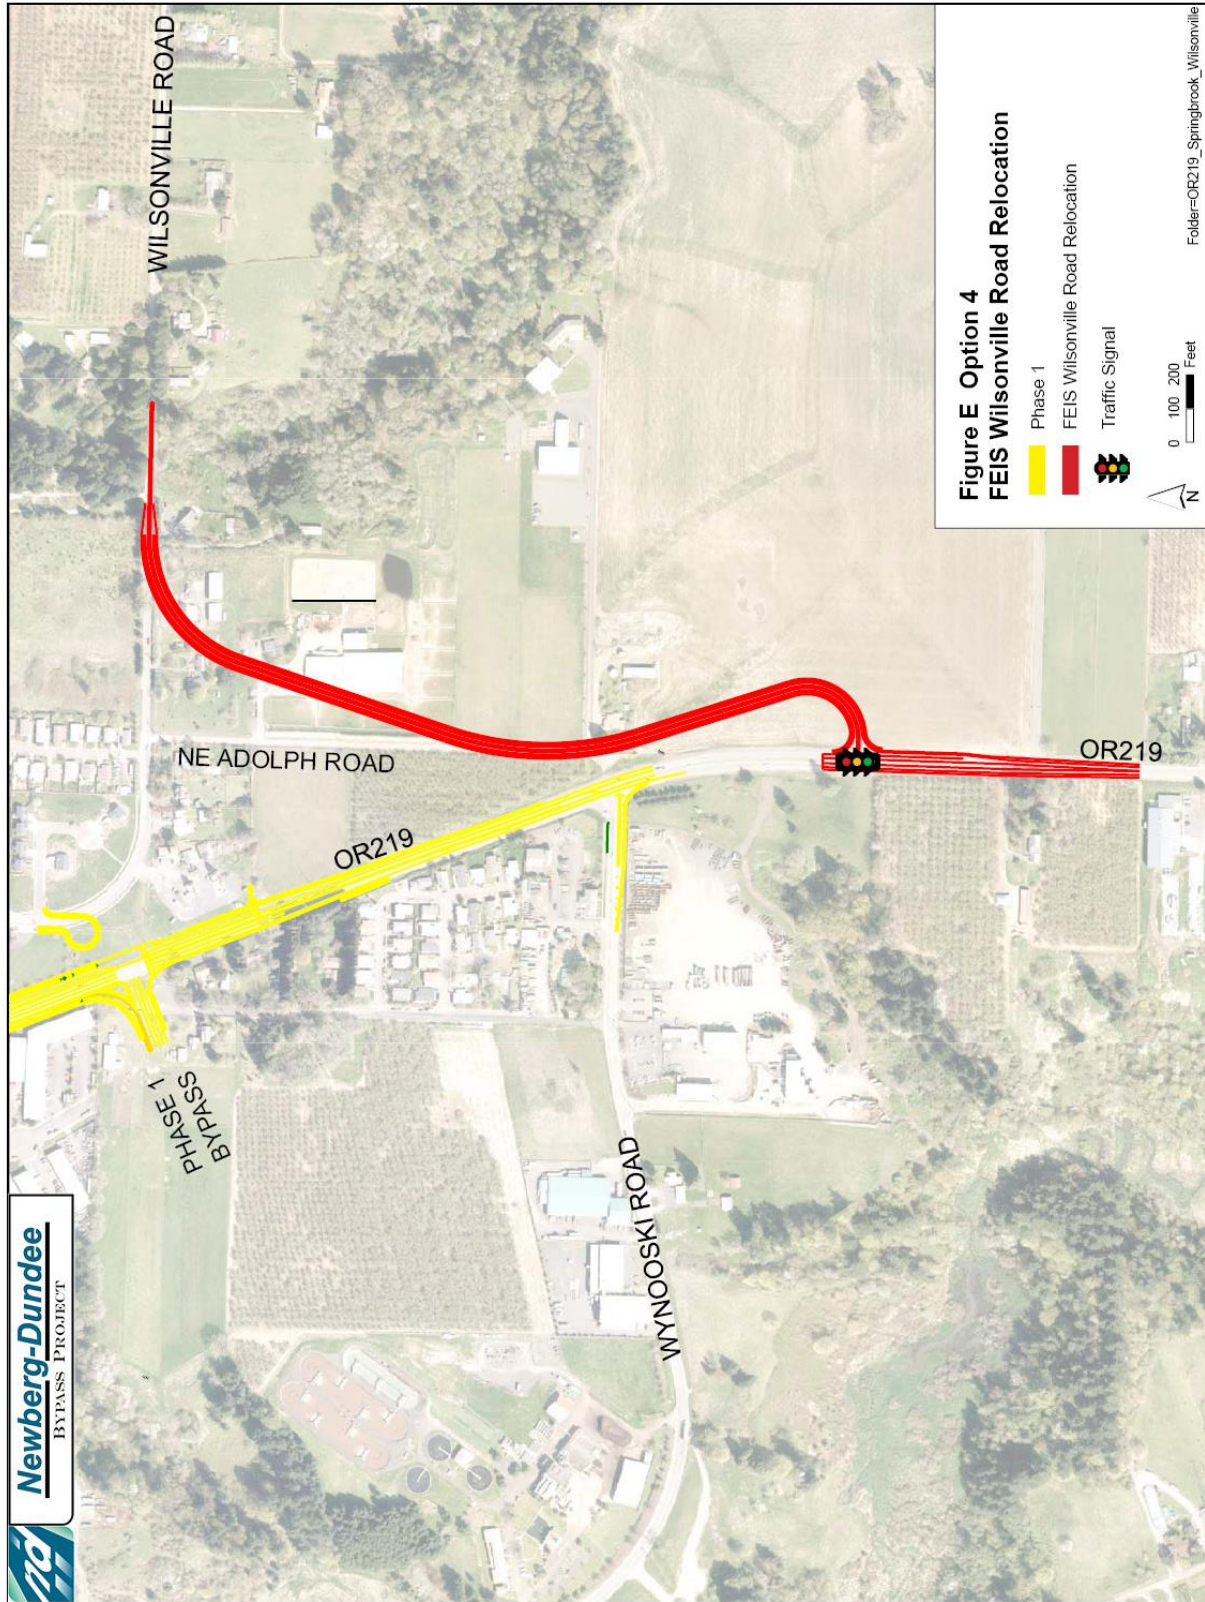 Newberg-Dundee
BYPASS PROJECT
PHASE 1
BYPASS
WILSONVILLE ROAD
NE ADOLPH ROAD
OR219
WYNOOSKI ROAD
OR219
Figure E Option 4
FEIS Wilsonville Road Relocation
Phase 1
FEIS Wilsonville Road Relocation
Traffic Signal
0 100 200
Feet
N
Folder=OR219_Springbrook_Wilsonville